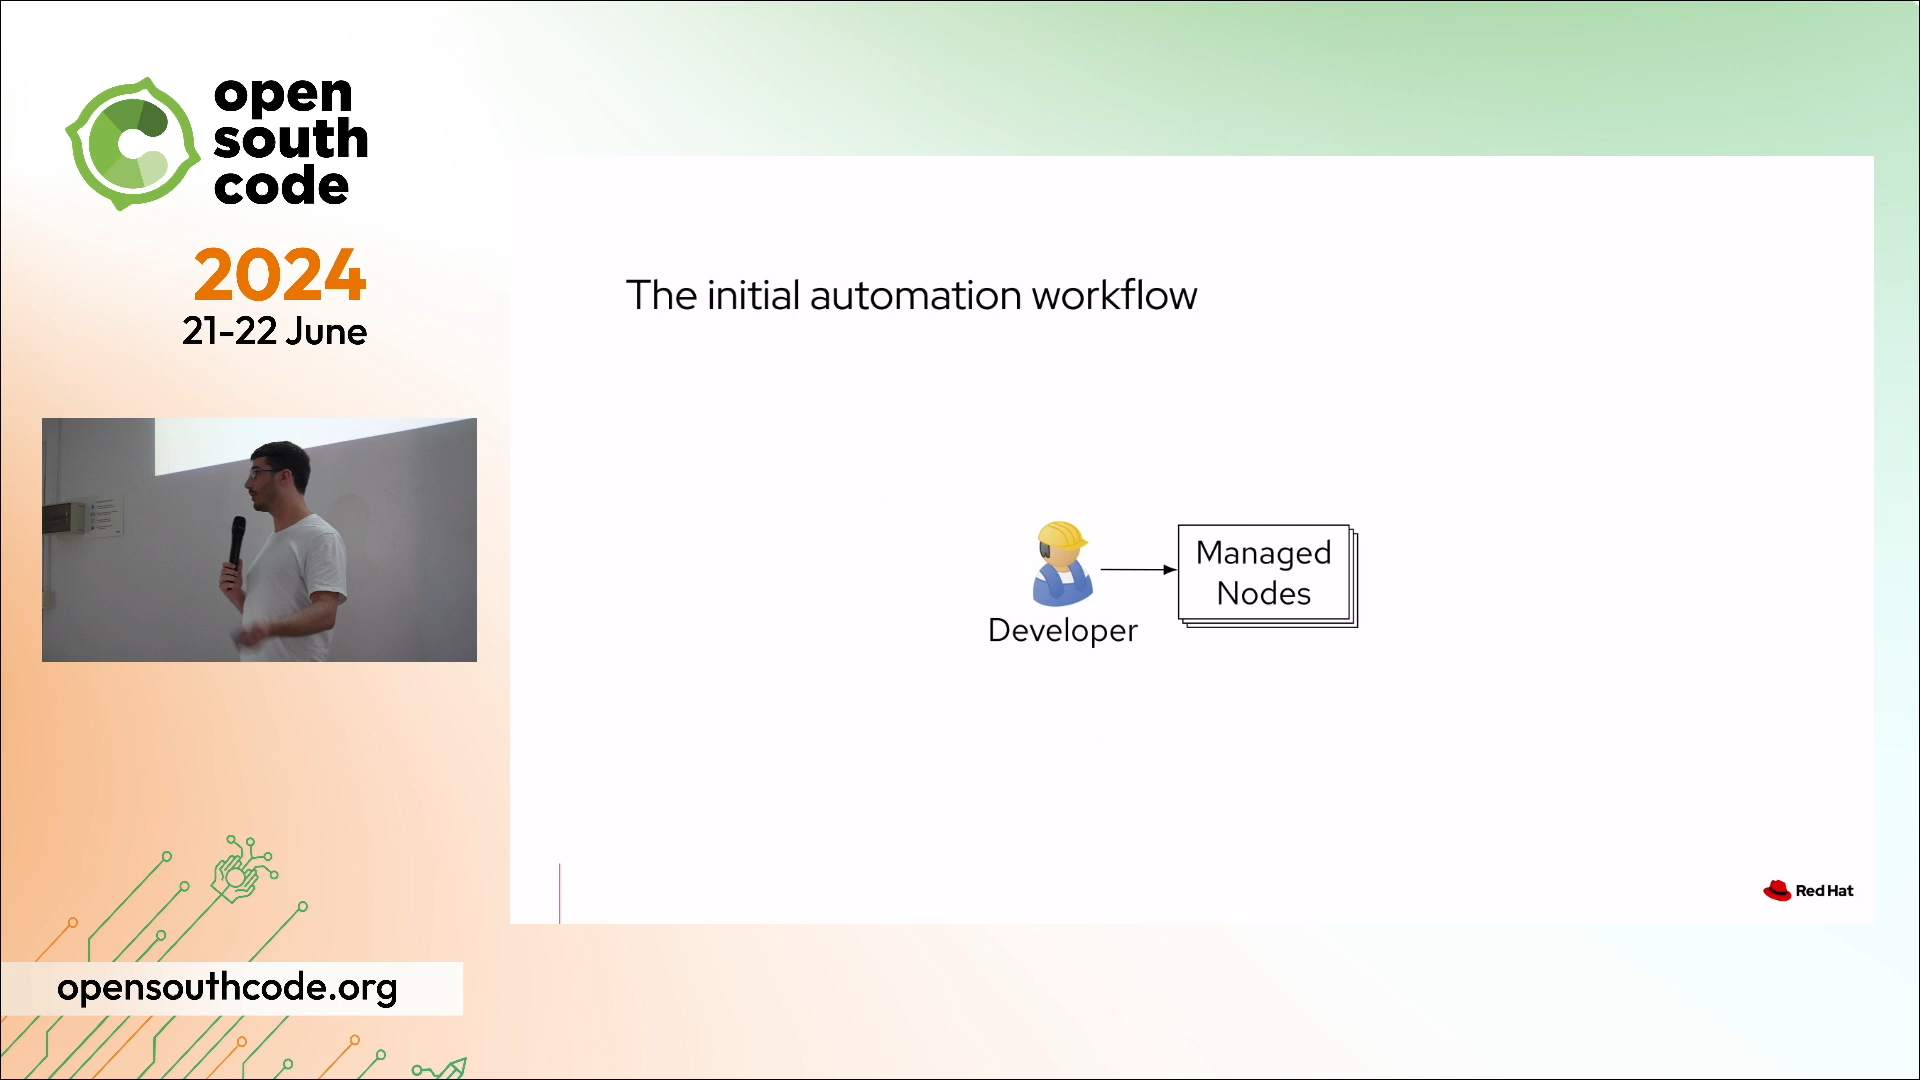 open
south
code
2024
21-22 June
The initial automation workflow
Managed
Nodes
Developer
Red Hat
opensouthcode.org